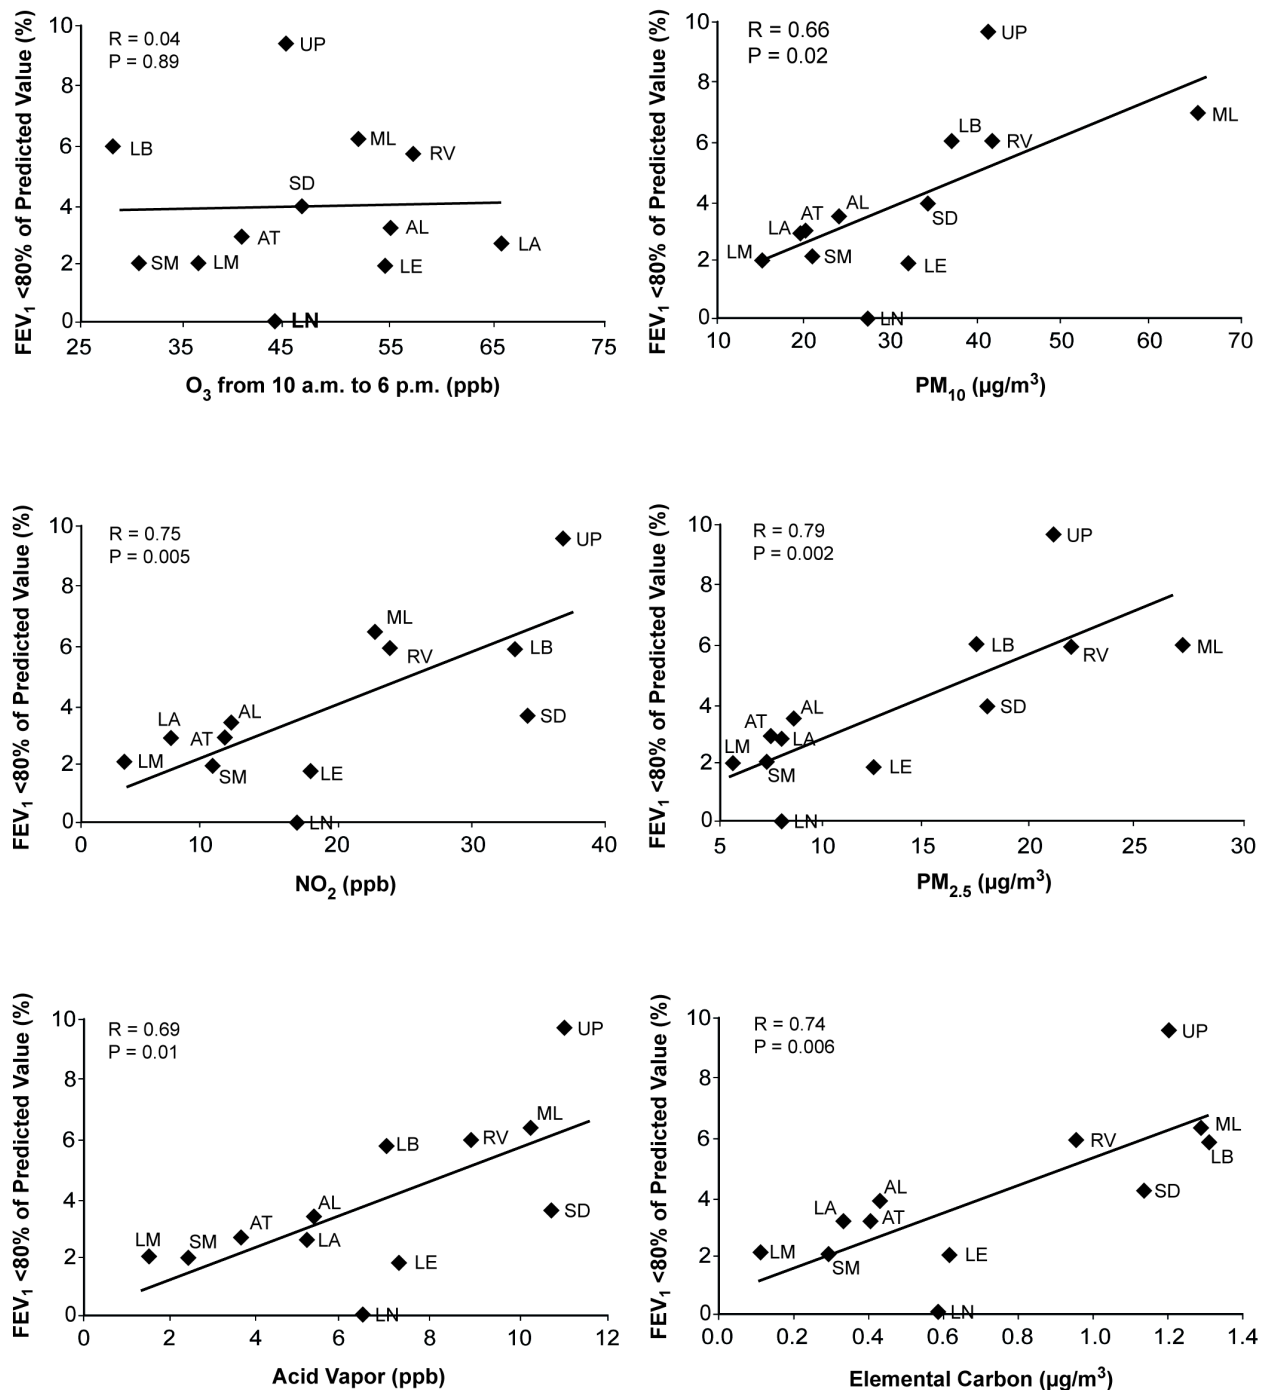 FEV1 <80% of Predicted Value (%)
10
8
6
4
2
0
R = 0.04
P = 0.89
UP
LB
ML
RV
SD
AT
AL
LA
SM
LM
LE
LN
25 35 45 55 65 75
O3 from 10 a.m. to 6 p.m. (ppb)
FEV1 <80% of Predicted Value (%)
10
8
6
4
2
0
R = 0.66
P = 0.02
UP
ML
LB
RV
AL
AT
LA
SD
LM
SM
LE
LN
10 20 30 40 50 60 70
PM10 (µg/m3)
FEV1 <80% of Predicted Value (%)
10
8
6
4
2
0
R = 0.75
P = 0.005
UP
ML
RV
LB
LA
AL
AT
SD
LM
SM
LE
LN
0 10 20 30 40
NO2 (ppb)
FEV1 <80% of Predicted Value (%)
10
8
6
4
2
0
R = 0.79
P = 0.002
UP
LB
RV
ML
AL
SD
AT
LA
LM
SM
LE
LN
5 10 15 20 25 30
PM2.5 (µg/m3)
FEV1 <80% of Predicted Value (%)
10
8
6
4
2
0
R = 0.69
P = 0.01
UP
ML
LB
RV
AL
SD
AT
LM
SM
LA
LE
LN
0 2 4 6 8 10 12
Acid Vapor (ppb)
FEV1 <80% of Predicted Value (%)
10
8
6
4
2
0
R = 0.74
P = 0.006
UP
ML
RV
LB
AL
SD
LA
AT
LM
SM
LE
LN
0.0 0.2 0.4 0.6 0.8 1.0 1.2 1.4
Elemental Carbon (µg/m3)